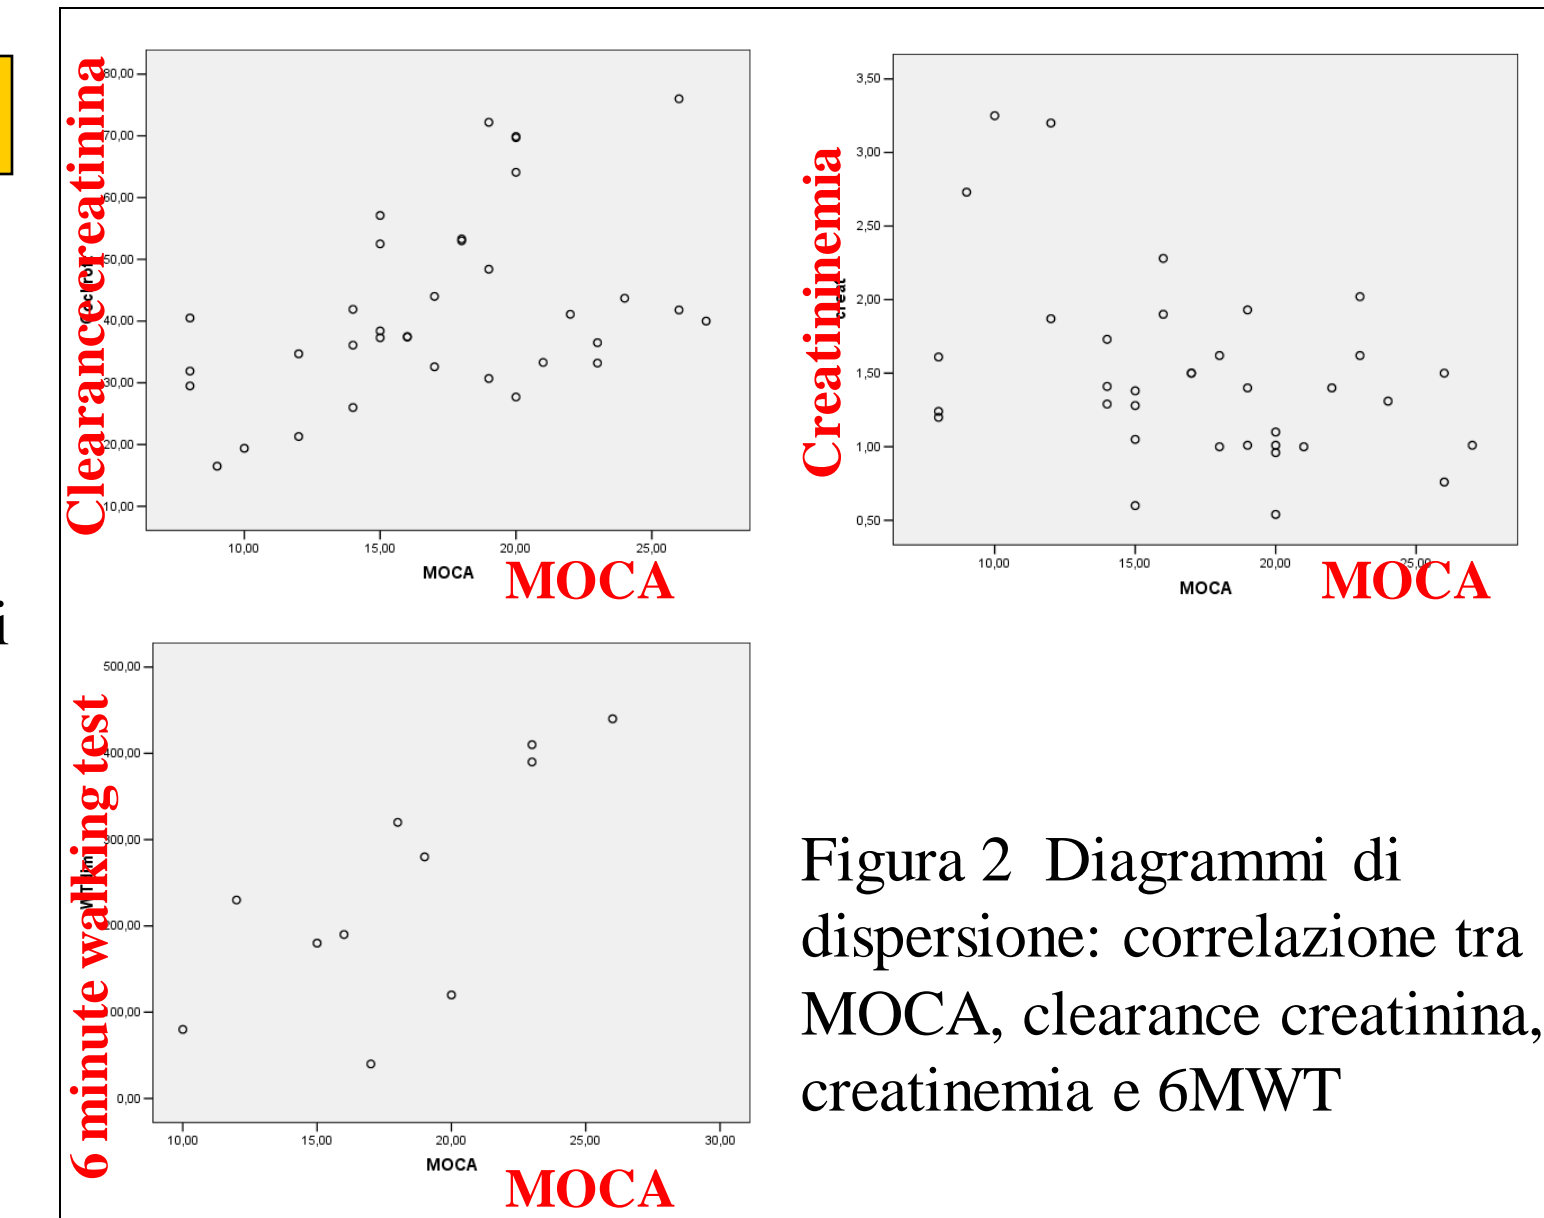 i
Clearance creatinina
80,00
70,00
60,00
50,00
40,00
30,00
20,00
10,00
10,00 15,00 20,00 25,00
MOCA
MOCA
Creatininemia
creat
3,50
3,00
2,50
2,00
1,50
1,00
0,50
10,00 15,00 20,00 25,00
MOCA
MOCA
6 minute walking test
500,00
400,00
300,00
200,00
100,00
0,00
10,00 15,00 20,00 25,00 30,00
MOCA
MOCA
Figura 2 Diagrammi di
dispersione: correlazione tra
MOCA, clearance creatinina,
creatinemia e 6MWT